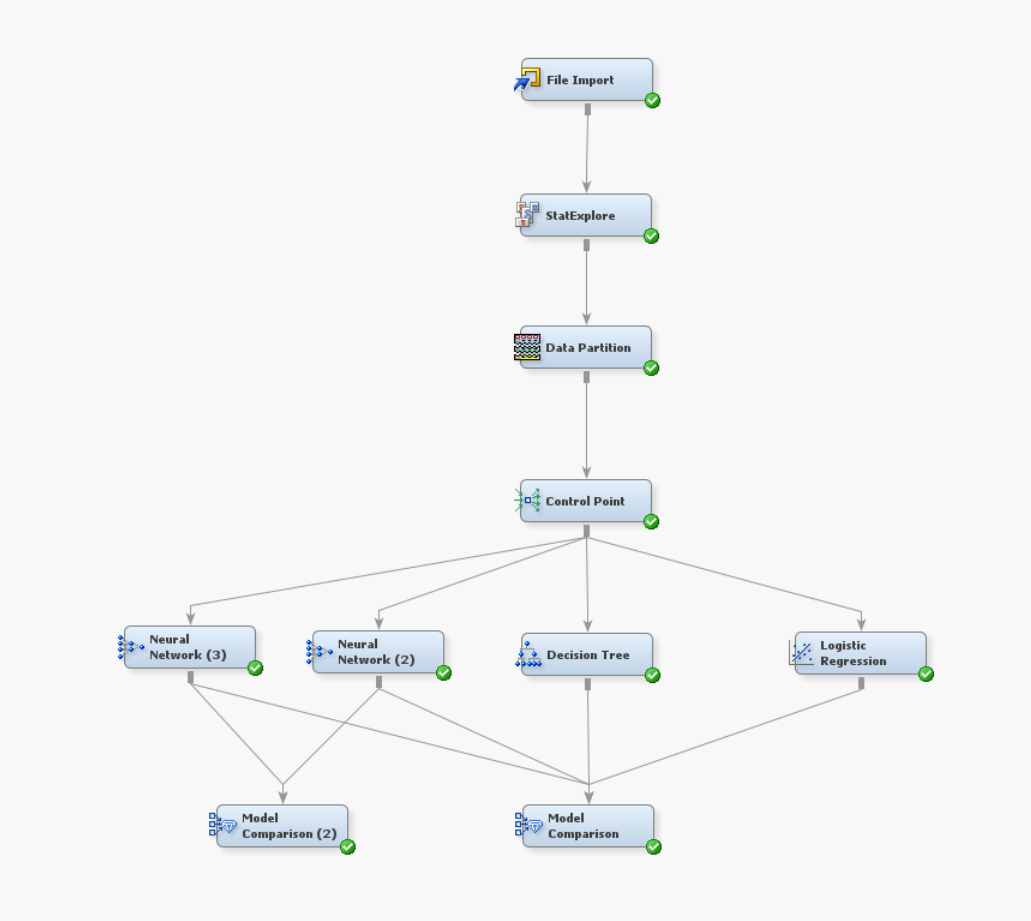 File Import
StatExplore
Data Partition
Control Point
Neural
Network (3)
Neural
Network (2)
Decision Tree
Logistic
Regression
Model
Comparison (2)
Model
Comparison